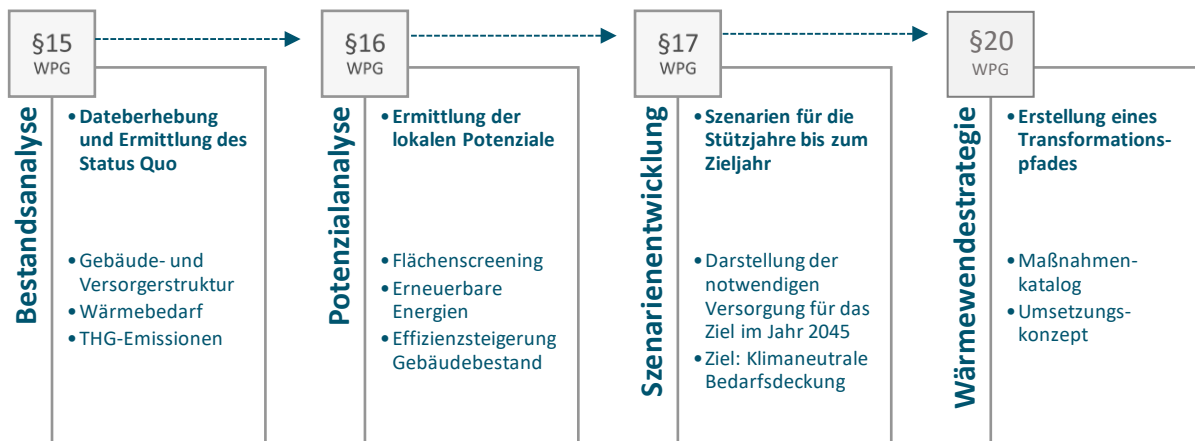 §15
WPG
Bestandsanalyse
• Dateberhebung
und Ermittlung des
Status Quo
• Gebäude- und
Versorgerstruktur
• Wärmebedarf
• THG-Emissionen
§16
WPG
Potenzialanalyse
• Ermittlung der
lokalen Potenziale
• Flächenscreening
• Erneuerbare
Energien
• Effizienzsteigerung
Gebäudebestand
§17
WPG
Szenarienentwicklung
• Szenarien für die
Stützjahre bis zum
Zieljahr
• Darstellung der
notwendigen
Versorgung für das
Ziel im Jahr 2045
• Ziel: Klimaneutrale
Bedarfsdeckung
§20
WPG
Wärmewendestrategie
• Erstellung eines
Transformations-
pfades
• Maßnahmen-
katalog
• Umsetzungs-
konzept